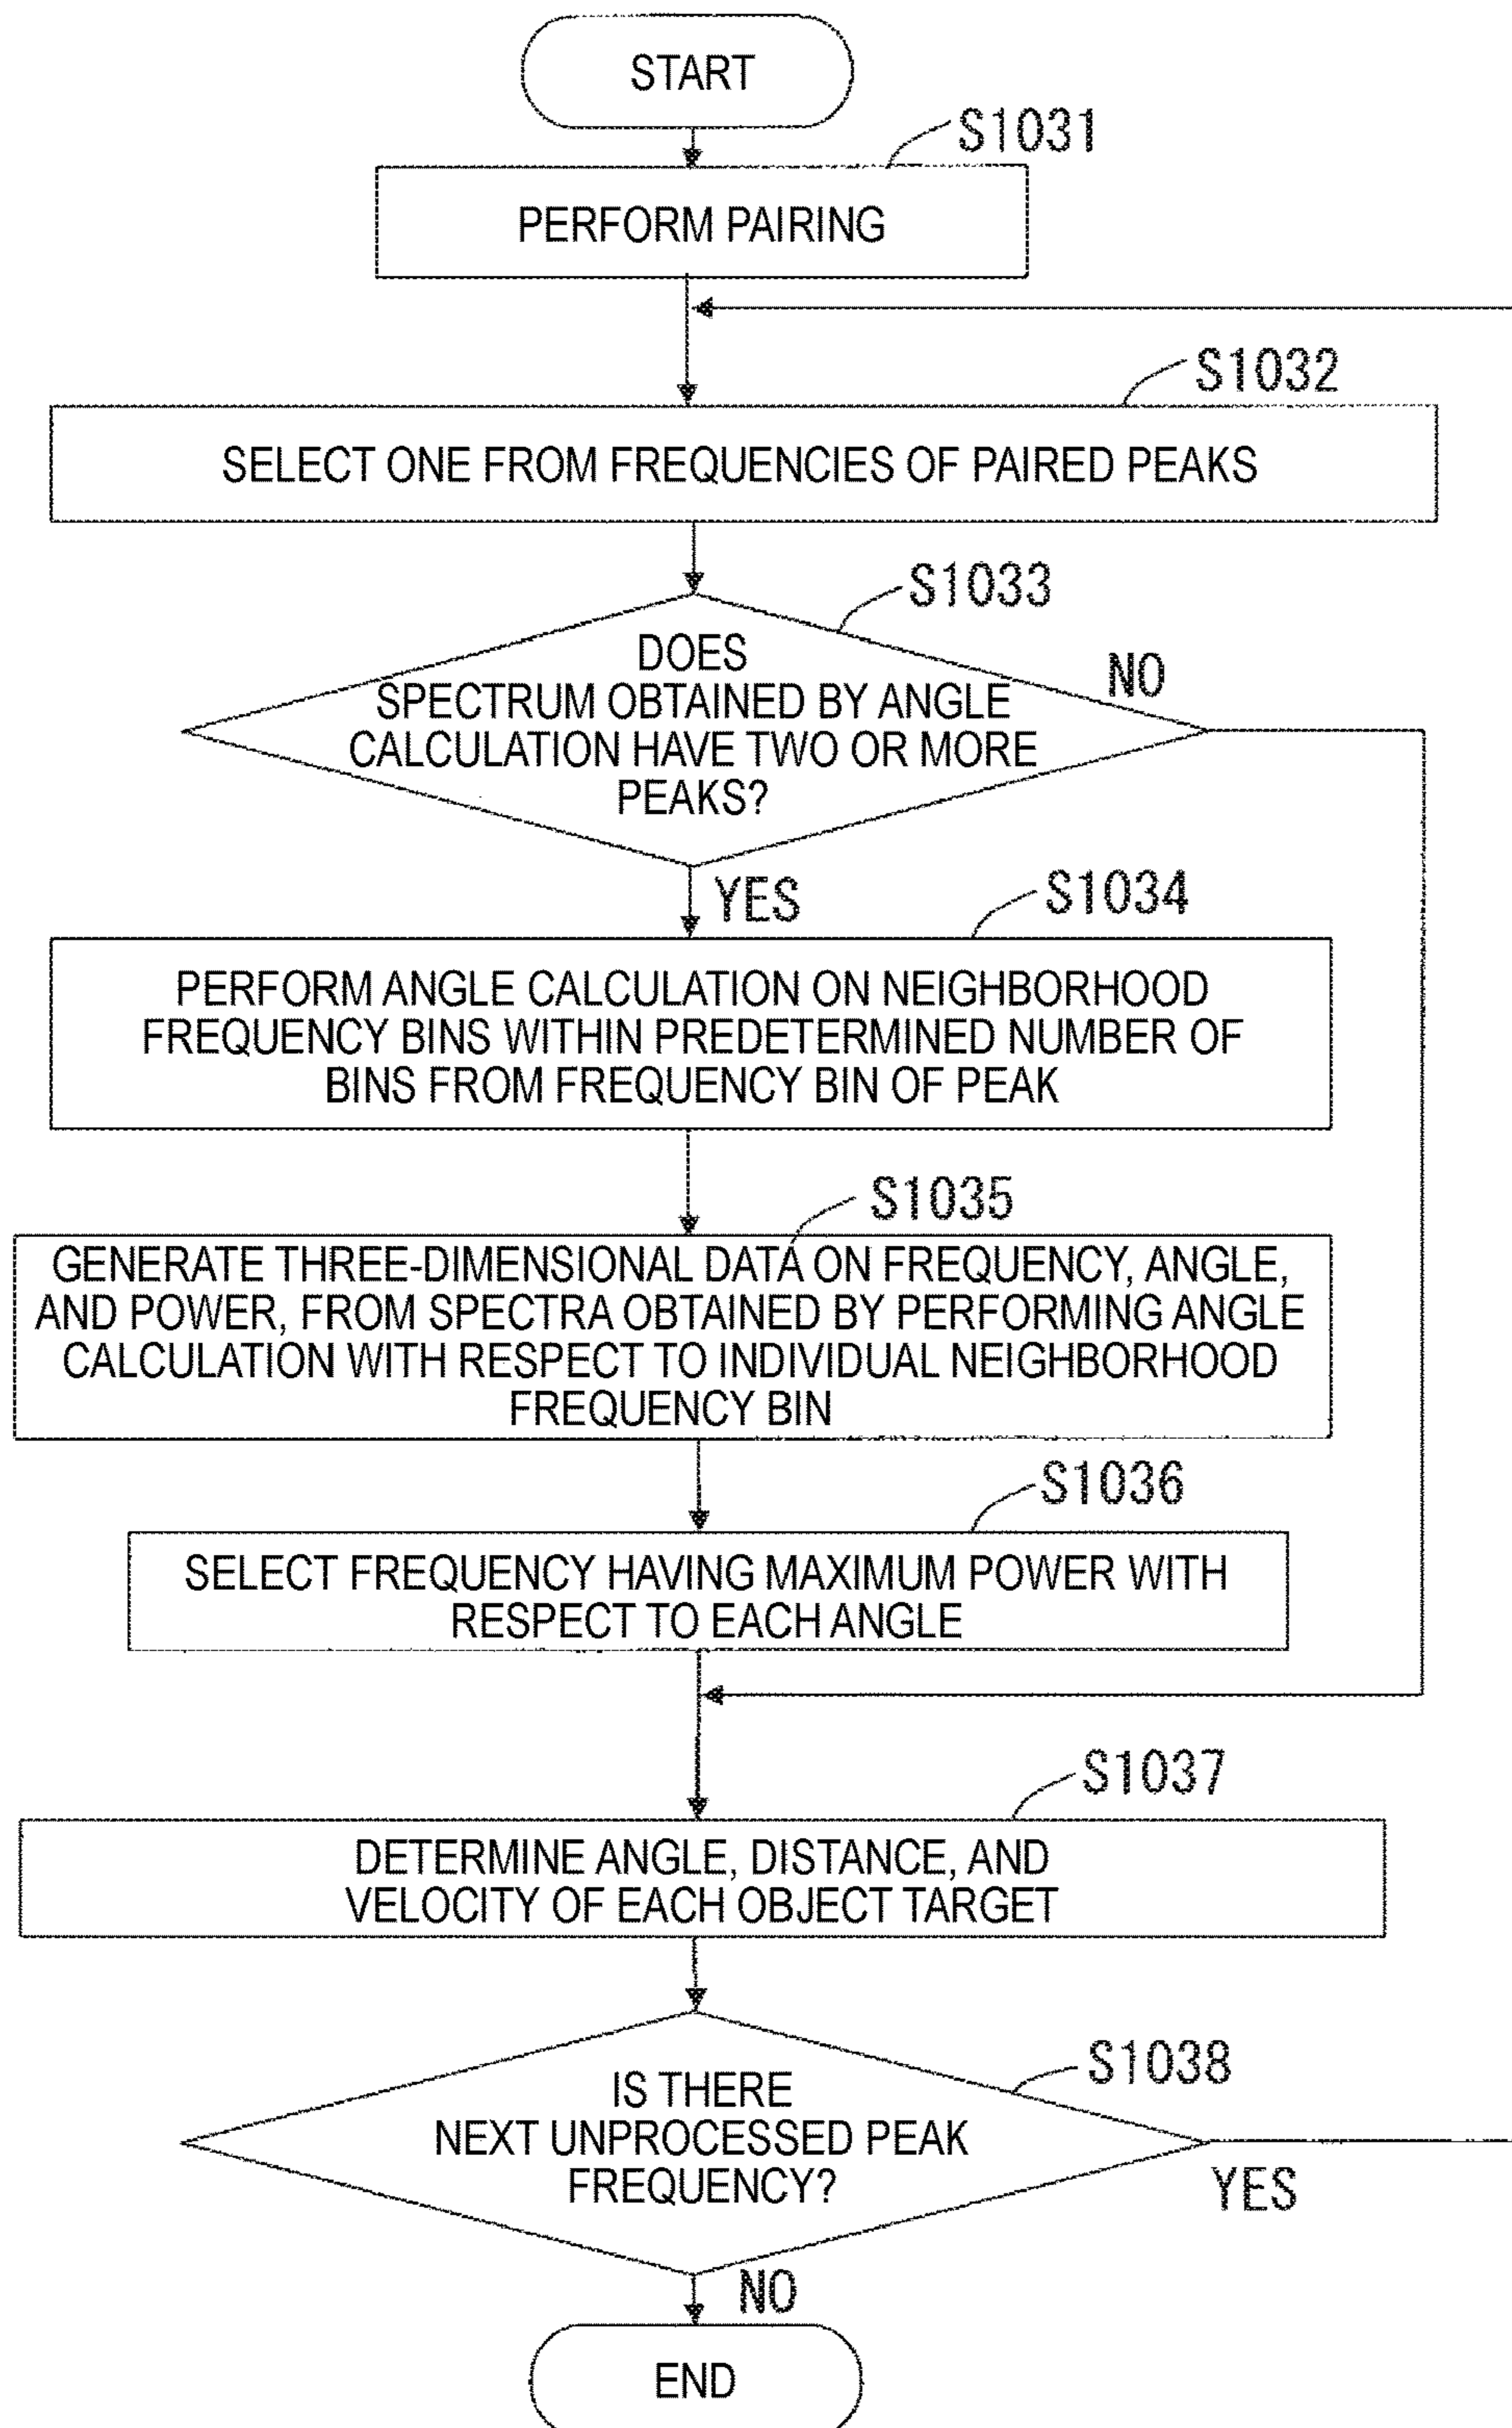 START
S1031
PERFORM PAIRING
S1032
SELECT ONE FROM FREQUENCIES OF PAIRED PEAKS
S1033
DOES
SPECTRUM OBTAINED BY ANGLE
CALCULATION HAVE TWO OR MORE
PEAKS?
NO
YES
S1034
PERFORM ANGLE CALCULATION ON NEIGHBORHOOD
FREQUENCY BINS WITHIN PREDETERMINED NUMBER OF
BINS FROM FREQUENCY BIN OF PEAK
S1035
GENERATE THREE-DIMENSIONAL DATA ON FREQUENCY, ANGLE,
AND POWER, FROM SPECTRA OBTAINED BY PERFORMING ANGLE
CALCULATION WITH RESPECT TO INDIVIDUAL NEIGHBORHOOD
FREQUENCY BIN
S1036
SELECT FREQUENCY HAVING MAXIMUM POWER WITH
RESPECT TO EACH ANGLE
S1037
DETERMINE ANGLE, DISTANCE, AND
VELOCITY OF EACH OBJECT TARGET
S1038
IS THERE
NEXT UNPROCESSED PEAK
FREQUENCY?
YES
NO
END